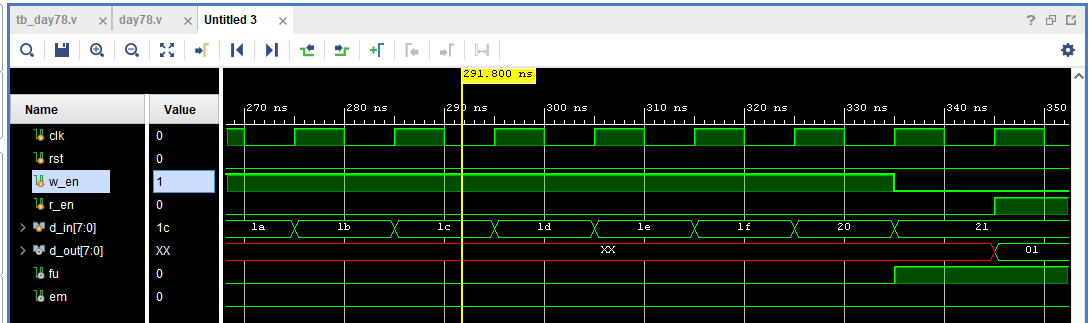 tb_day78.v × day78.v × Untitled 3 ×
291.800 ns
Name Value
270 ns 280 ns 290 ns 300 ns 310 ns 320 ns 330 ns 340 ns 350
clk 0
rst 0
w_en 1
r_en 0
d_in[7:0] 1c 1a 1b 1c 1d 1e 1f 20 21
d_out[7:0] XX XX 01
fu 0
em 0